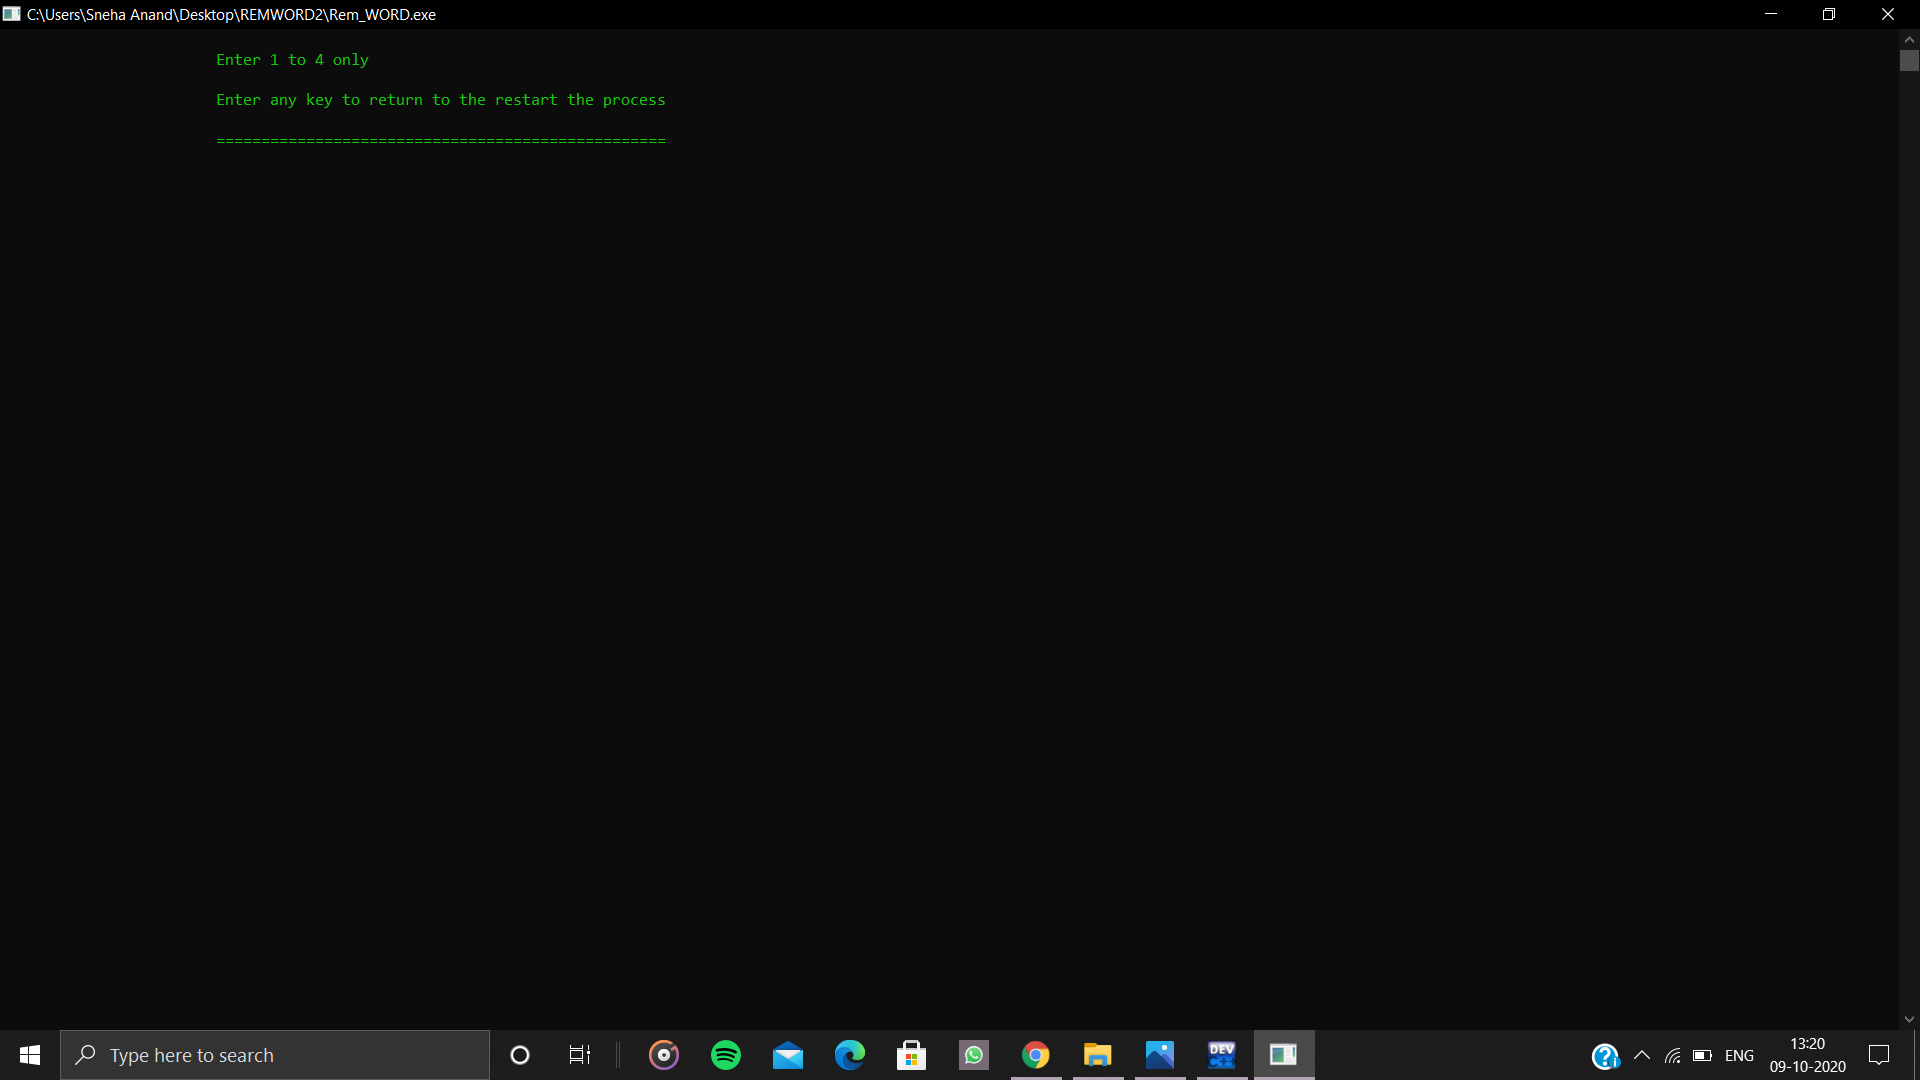 C:\Users\Sneha Anand\Desktop\REMWORD2\Rem_WORD.exe
Enter 1 to 4 only
Enter any key to return to the restart the process
==================================================
Type here to search
DEV
C++
ENG
13:20
09-10-2020